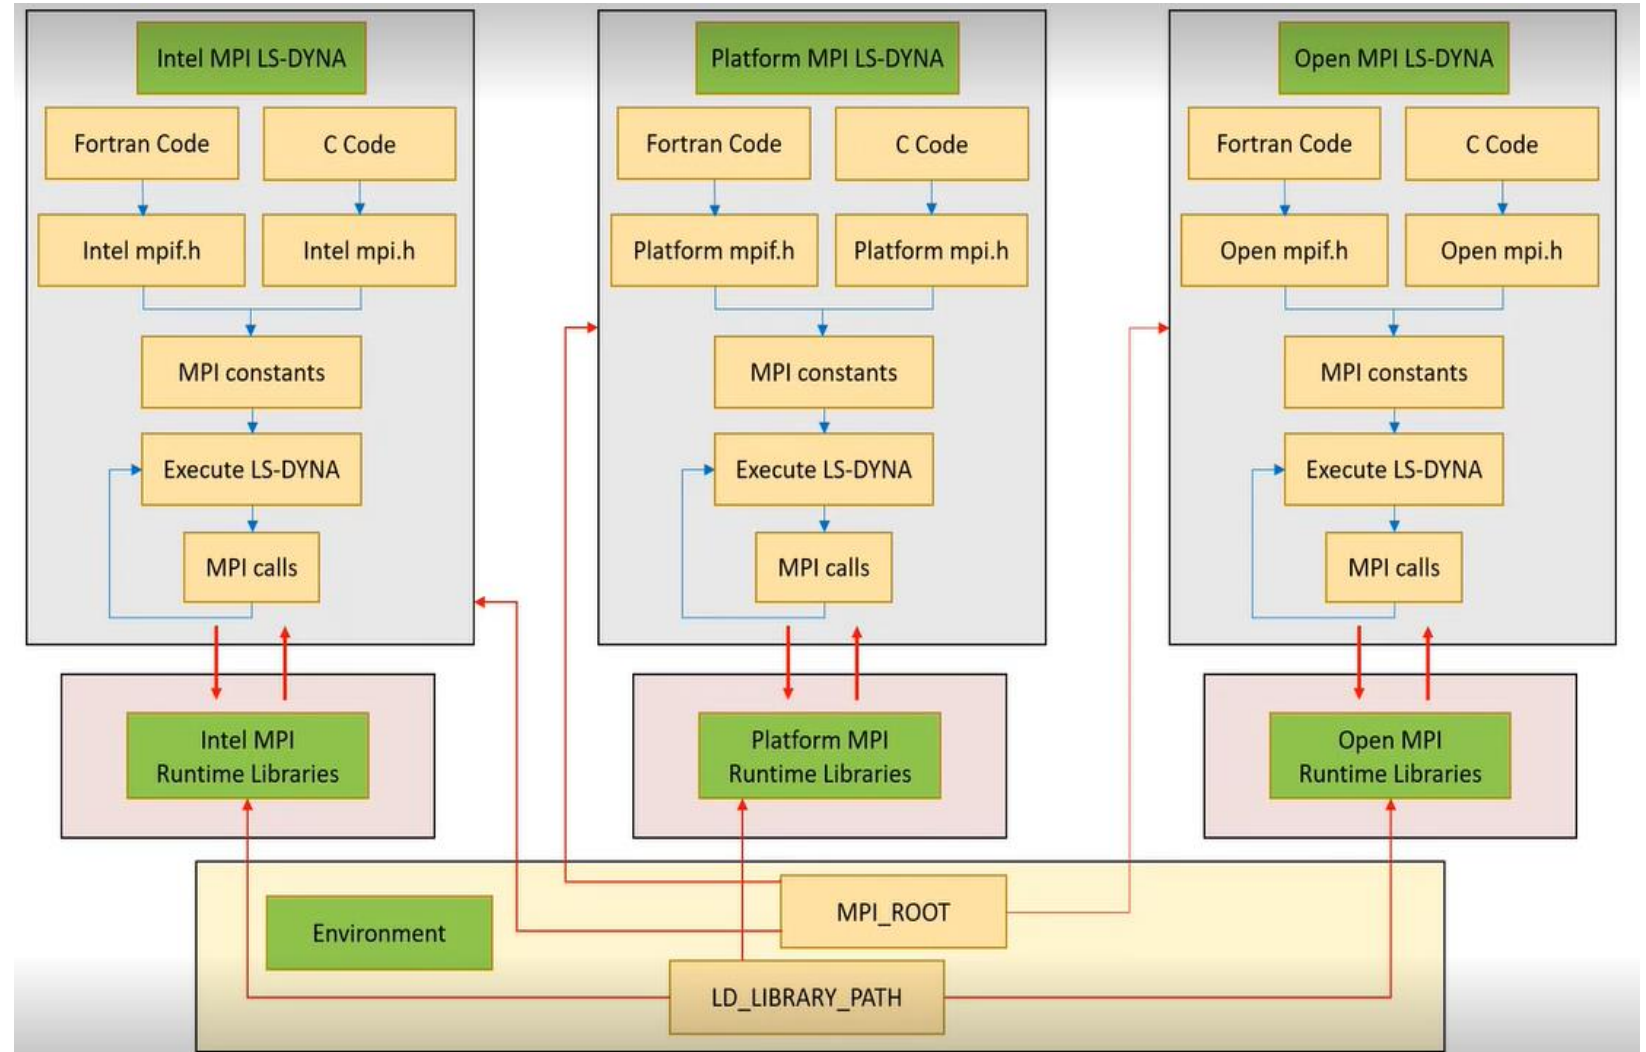 Intel MPI LS-DYNA
Fortran Code
C Code
Intel mpif.h
Intel mpi.h
MPI constants
Execute LS-DYNA
MPI calls
Intel MPI
Runtime Libraries
Platform MPI LS-DYNA
Fortran Code
C Code
Platform mpif.h
Platform mpi.h
MPI constants
Execute LS-DYNA
MPI calls
Platform MPI
Runtime Libraries
Open MPI LS-DYNA
Fortran Code
C Code
Open mpif.h
Open mpi.h
MPI constants
Execute LS-DYNA
MPI calls
Open MPI
Runtime Libraries
Environment
MPI_ROOT
LD_LIBRARY_PATH